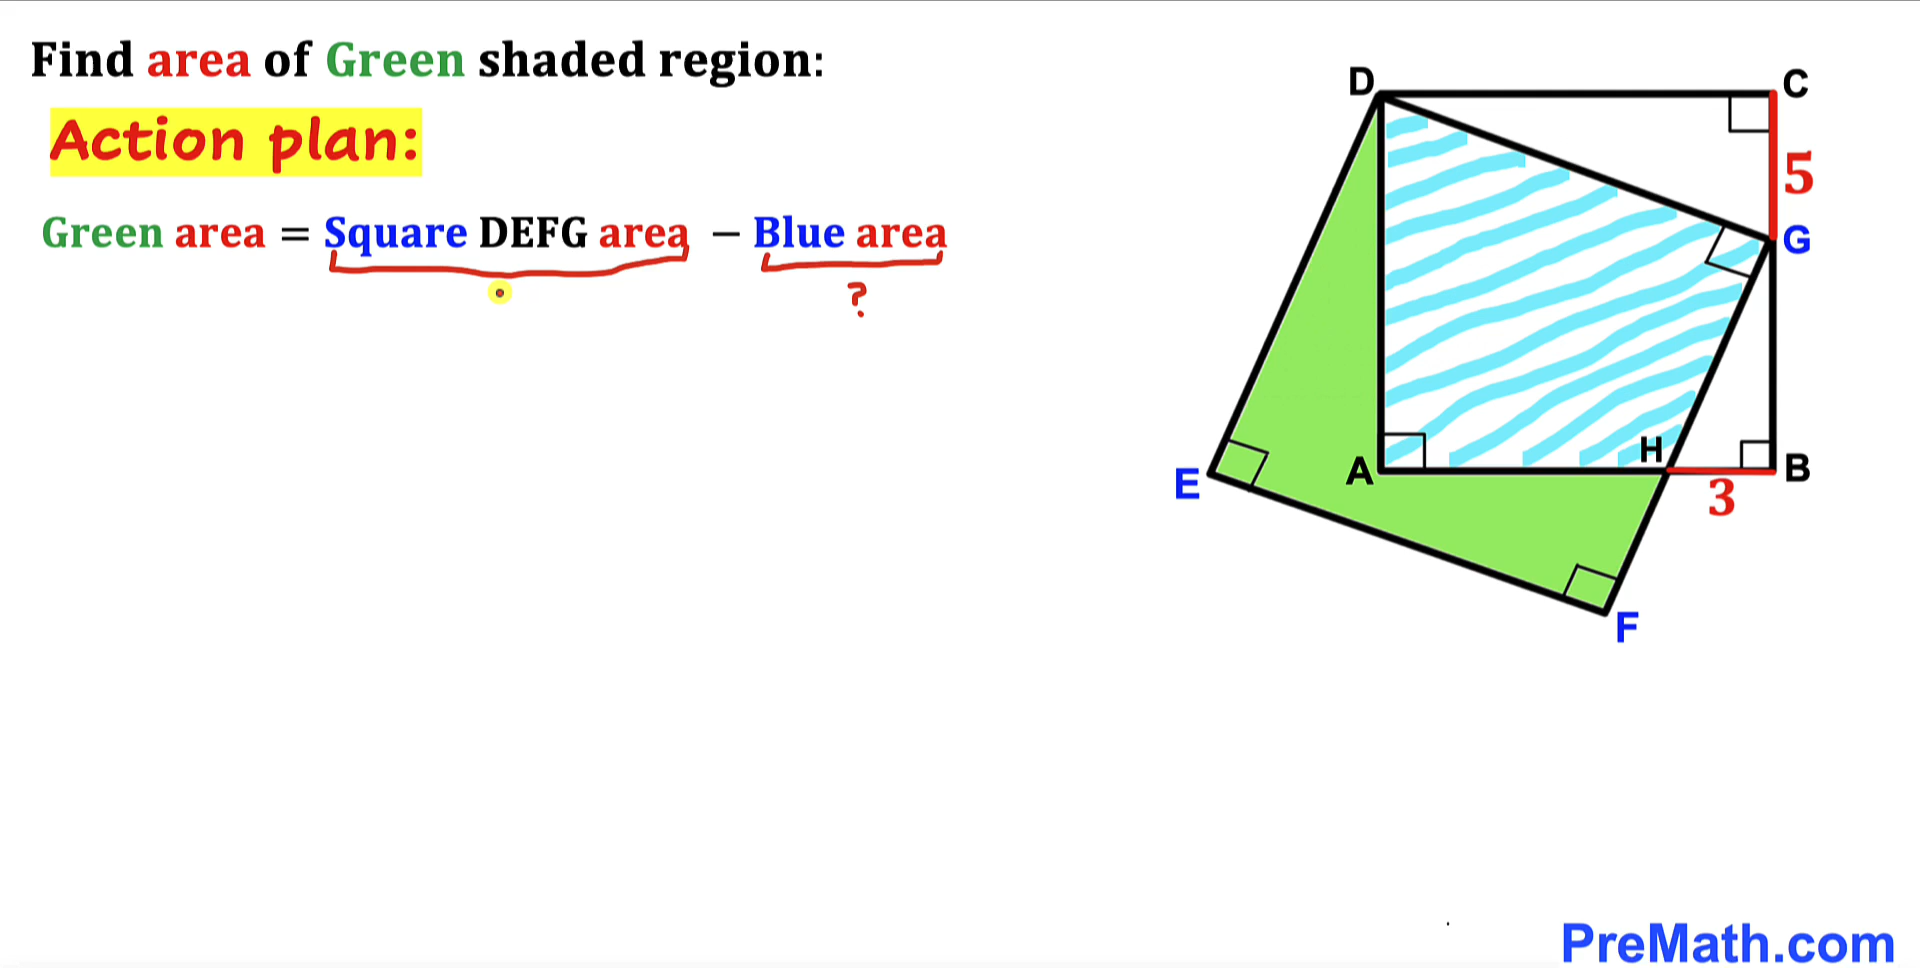 Find area of Green shaded region:
Action plan:
Green area = Square DEFG area − Blue area
?
D
C
5
G
H
A
B
E
3
F
PreMath.com